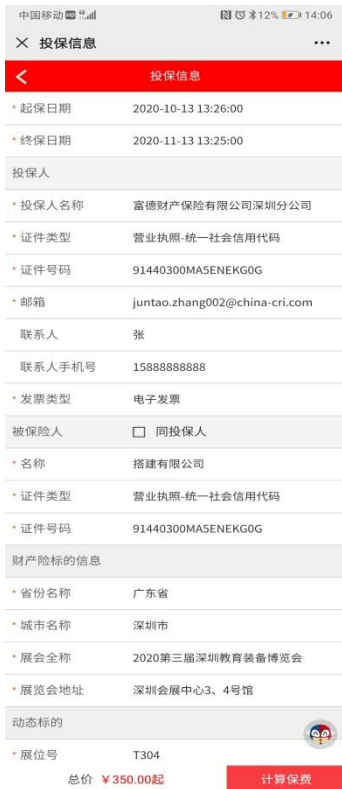 中国移动 HD 46
12% 14:06
投保信息
投保信息
* 起保日期 2020-10-13 13:26:00
* 终保日期 2020-11-13 13:25:00
投保人
* 投保人名称 富德财产保险有限公司深圳分公司
* 证件类型 营业执照-统一社会信用代码
* 证件号码 91440300MA5ENEKG0G
* 邮箱 juntao.zhang002@china-cri.com
联系人 张
联系人手机号 15888888888
* 发票类型 电子发票
被保险人 同投保人
* 名称 搭建有限公司
* 证件类型 营业执照-统一社会信用代码
* 证件号码 91440300MA5ENEKG0G
财产险标的信息
* 省份名称 广东省
* 城市名称 深圳市
* 展会全称 2020第三届深圳教育装备博览会
* 展览会地址 深圳会展中心3、4号馆
动态标的
* 展位号 T304
总价 ¥350.00起 计算保费